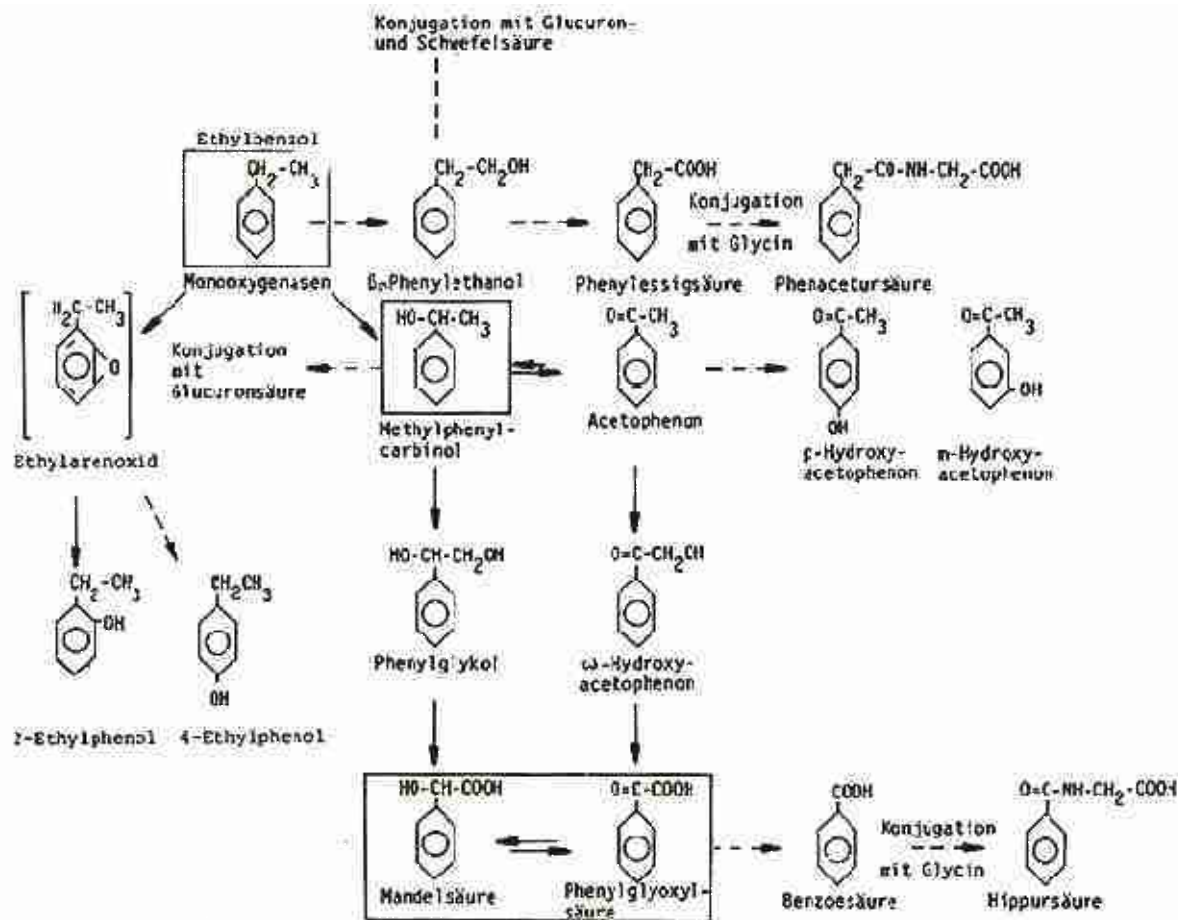 Konjugation mit Glucuron-
und Schwefelsäure
Ethylbenzol
CH2-CH3
CH2-CH2OH
CH2-COOH
CH2-CO-NH-CH2-COOH
Konjugation
mit Glycin
Monooxygenasen
Phenylessigsäure
Phenacetursäure
H2C-CH3
O
HO-CH-CH3
O=C-CH3
O=C-CH3
O=C-CH3
Konjugation
mit
Glucuronsäure
OH
OH
Ethylarenoxid
Methylphenyl-
carbinol
Acetophenon
p-Hydroxy-
acetophenon
m-Hydroxy-
acetophenon
HO-CH-CH2OH
O=C-CH2OH
CH2-CH3
OH
CH2CH3
OH
Phenylglykol
ω-Hydroxy-
acetophenon
2-Ethylphenol
4-Ethylphenol
HO-CH-COOH
O=C-COOH
COOH
O=C-NH-CH2-COOH
Konjugation
mit Glycin
Mandelsäure
Phenylglyoxyl-
säure
Benzoesäure
Hippursäure